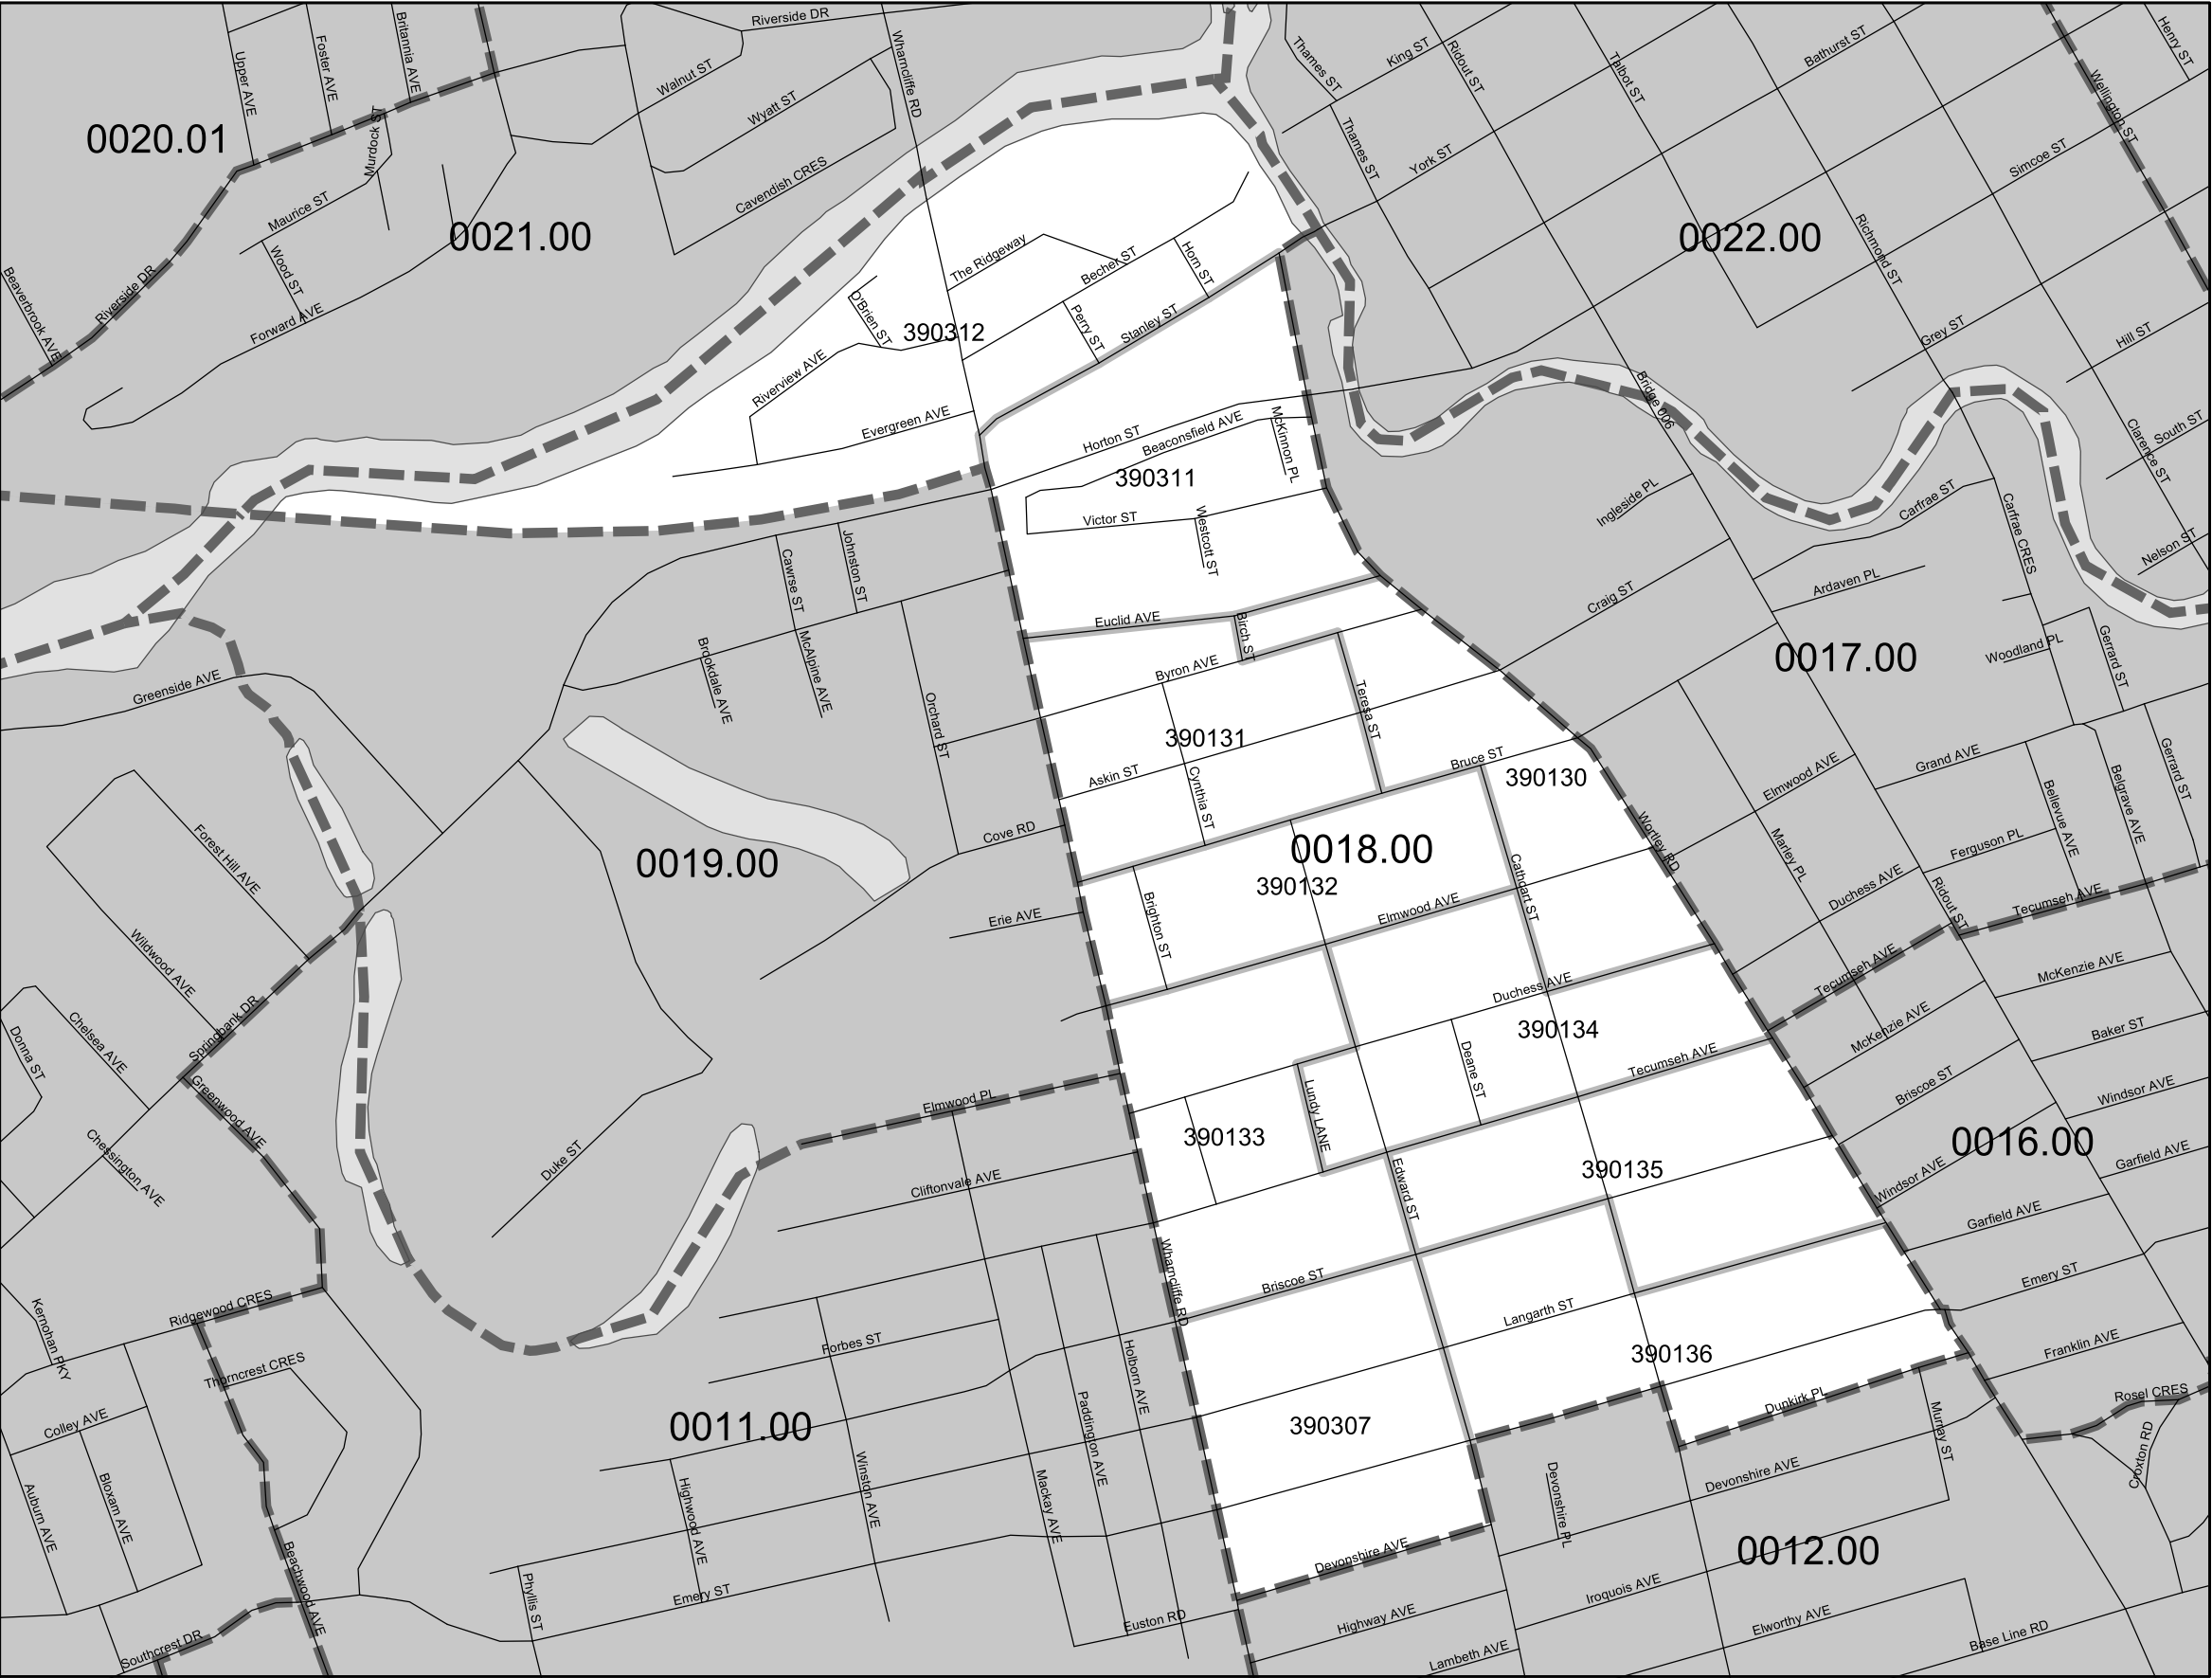 Riverside DR
Upper AVE
Foster AVE
Britannia AVE
Murdock ST
Walnut ST
Wyatt ST
Wharncliffe RD
Thames ST
King ST
Ridout ST
Talbot ST
Bathurst ST
Henry ST
Wellington ST
0020.01
Maurice ST
Cavendish CRES
Thames ST
York ST
Simcoe ST
0021.00
0022.00
Wood ST
Beaverbrook AVE
Riverside DR
Forward AVE
The Ridgeway
Becher ST
Horn ST
Richmond ST
O'Brien ST
390312
Perry ST
Stanley ST
Grey ST
Hill ST
Riverview AVE
Evergreen AVE
Bridge 006
Horton ST
Beaconsfield AVE
McKinnon PL
390311
South ST
Clarence ST
Ingleside PL
Carfrae ST
Victor ST
Westcott ST
Carfrae CRES
Nelson ST
Cawrse ST
Johnston ST
Ardaven PL
Craig ST
Euclid AVE
Birch ST
Brookdale AVE
McAlpine AVE
Byron AVE
0017.00
Woodland PL
Gerrard ST
Greenside AVE
Orchard ST
Teresa ST
390131
Askin ST
Cynthia ST
Bruce ST
390130
Elmwood AVE
Grand AVE
Gerrard ST
Bellevue AVE
Belgrave AVE
Cove RD
0019.00
0018.00
Wortley RD
Marley PL
Ferguson PL
Forest Hill AVE
390132
Cathcart ST
Duchess AVE
Ridout ST
Tecumseh AVE
Brighton ST
Erie AVE
Elmwood AVE
Wildwood AVE
Tecumseh AVE
McKenzie AVE
Duchess AVE
Springbank DR
Donna ST
Chelsea AVE
390134
McKenzie AVE
Baker ST
Deane ST
Tecumseh AVE
Greenwood AVE
Elmwood PL
Lundy LANE
Briscoe ST
Windsor AVE
390133
0016.00
Chessington AVE
Duke ST
Cliftonvale AVE
Edward ST
390135
Windsor AVE
Garfield AVE
Garfield AVE
Wharncliffe RD
Briscoe ST
Emery ST
Kernohan PKY
Ridgewood CRES
Langarth ST
Forbes ST
Holborn AVE
390136
Franklin AVE
Thorncrest CRES
Paddington AVE
Dunkirk PL
Rosel CRES
Colley AVE
0011.00
390307
Murray ST
Croxton RD
Auburn AVE
Bloxam AVE
Highwood AVE
Winston AVE
Mackay AVE
Devonshire PL
Devonshire AVE
Beachwood AVE
Devonshire AVE
0012.00
Phyllis ST
Emery ST
Euston RD
Iroquois AVE
Highway AVE
Elworthy AVE
Southcrest DR
Lambeth AVE
Base Line RD